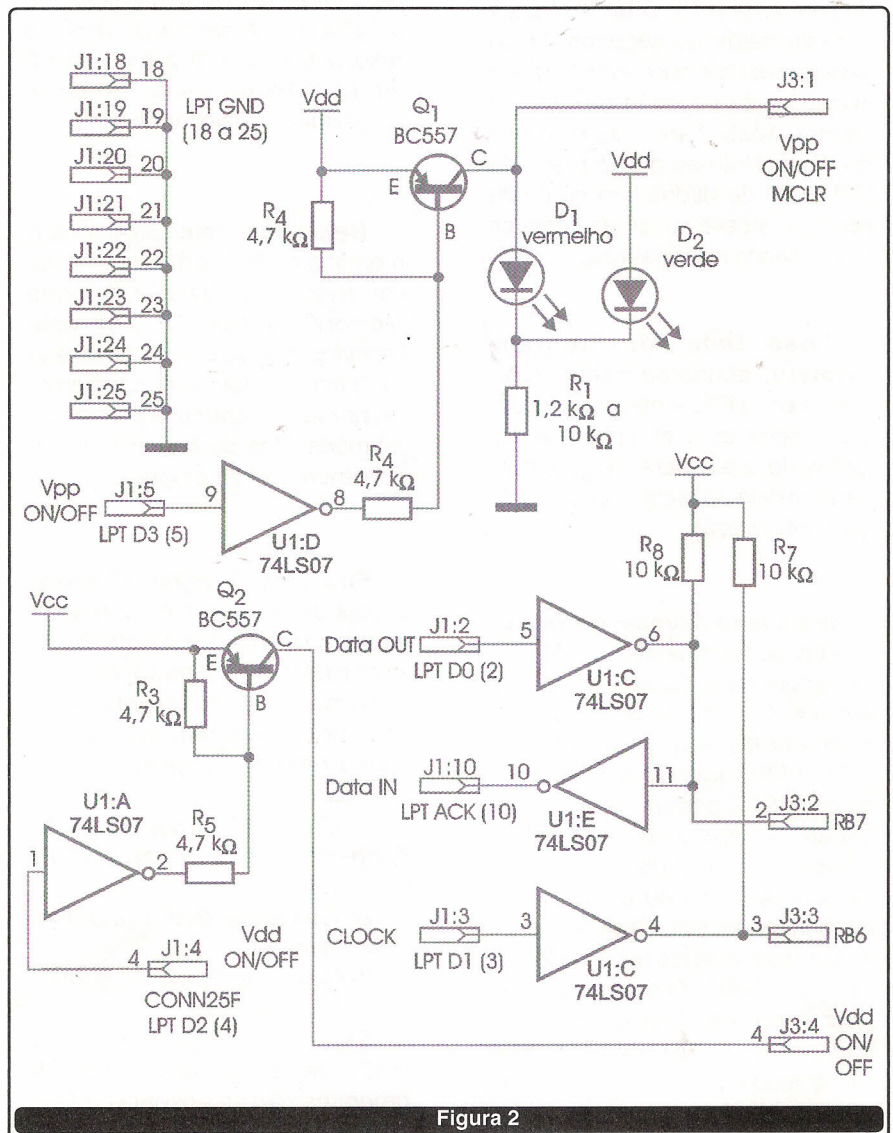 J1:18
18
J1:19
19
J1:20
20
J1:21
21
J1:22
22
J1:23
23
J1:24
24
J1:25
25
LPT GND
(18 a 25)
Vdd
Q1
BC557
E
C
B
R4
4,7 kΩ
J3:1
Vpp
ON/OFF
MCLR
D1
vermelho
Vdd
D2
verde
R1
1,2 kΩ a
10 kΩ
Vpp
ON/OFF
J1:5
LPT D3 (5)
9
8
U1:D
74LS07
R4
4,7 kΩ
Vcc
R8
10 kΩ
R7
10 kΩ
Vcc
Q2
BC557
E
C
B
R3
4,7 kΩ
Data OUT
J1:2
LPT D0 (2)
5
6
U1:C
74LS07
Data IN
J1:10
LPT ACK (10)
10
11
U1:E
74LS07
2
J3:2
RB7
U1:A
74LS07
1
2
R5
4,7 kΩ
CLOCK
J1:3
LPT D1 (3)
3
4
U1:C
74LS07
3
J3:3
RB6
4
J1:4
Vdd
ON/OFF
CONN25F
LPT D2 (4)
4
J3:4
Vdd
ON/
OFF
Figura 2